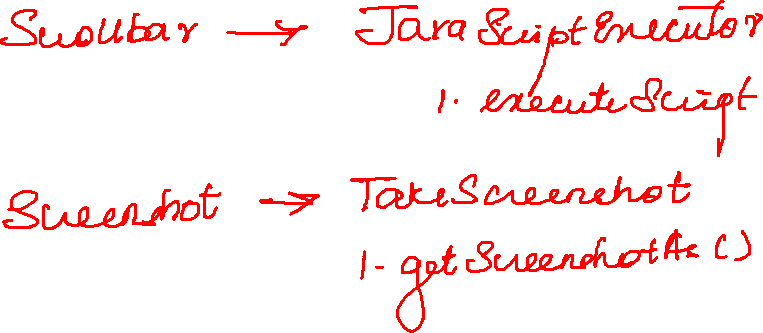 Scrollbar → JavaScriptExecutor
1. executeScript
Screenshot → TakeScreenshot
1- getScreenshotAs ()